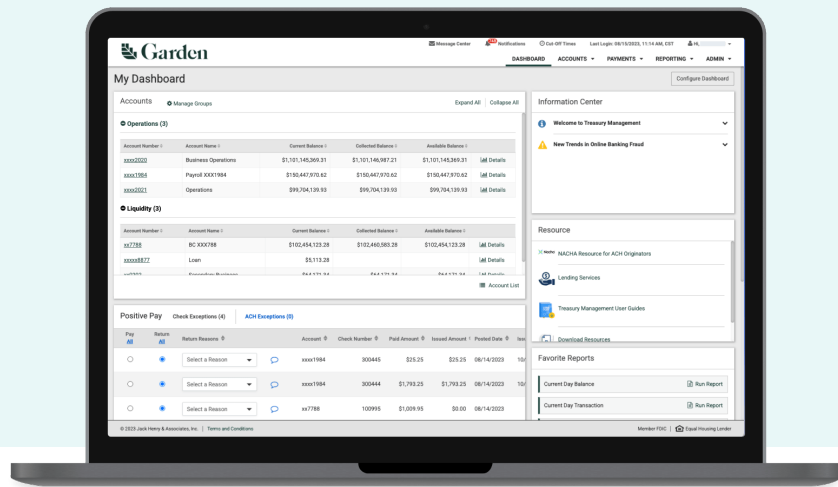 Garden
Message Center
148 Notifications
Cut-Off Times
Last Login: 08/15/2023, 11:14 AM, CST
Hi,
DASHBOARD ACCOUNTS PAYMENTS REPORTING ADMIN
My Dashboard
Configure Dashboard
Accounts
Manage Groups
Expand All | Collapse All
Operations (3)
Account Number Account Name Current Balance Collected Balance Available Balance
xxxx2020 Business Operations $1,101,145,369.31 $1,101,146,987.21 $1,101,145,369.31 Details
xxxx1984 Payroll XXX1984 $150,447,970.62 $150,447,970.62 $150,447,970.62 Details
xxxx2021 Operations $99,704,139.93 $99,704,139.93 $99,704,139.93 Details
Liquidity (3)
Account Number Account Name Current Balance Collected Balance Available Balance
xx7788 BC XXX788 $102,454,123.28 $102,460,583.28 $102,454,123.28 Details
xxxxx8877 Loan $5,113.28 Details
Account List
Positive Pay
Check Exceptions (4)
ACH Exceptions (0)
Pay All
Return All
Return Reasons Account Check Number Paid Amount Issued Amount Posted Date
Select a Reason xxxx1984 300445 $25.25 $25.25 08/14/2023 10/
Select a Reason xxxx1984 300444 $1,793.25 $1,793.25 08/14/2023 10/
Select a Reason xx7788 100995 $1,009.95 $0.00 08/14/2023
Information Center
Welcome to Treasury Management
New Trends in Online Banking Fraud
Resource
NACHA Resource for ACH Originators
Lending Services
Treasury Management User Guides
Download Resources
Favorite Reports
Current Day Balance Run Report
Current Day Transaction Run Report
© 2023 Jack Henry & Associates, Inc. | Terms and Conditions
Member FDIC | Equal Housing Lender